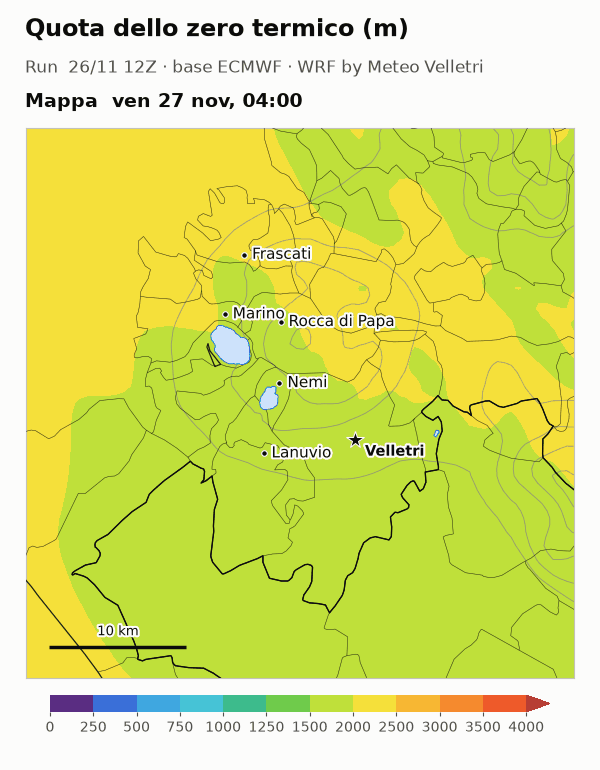 Quota dello zero termico (m)
Run  26/11 12Z · base ECMWF · WRF by Meteo Velletri
Mappa  ven 27 nov, 04:00
Frascati
Marino
Rocca di Papa
Nemi
Velletri
Lanuvio
10 km
0 250 500 750 1000 1250 1500 2000 2500 3000 3500 4000